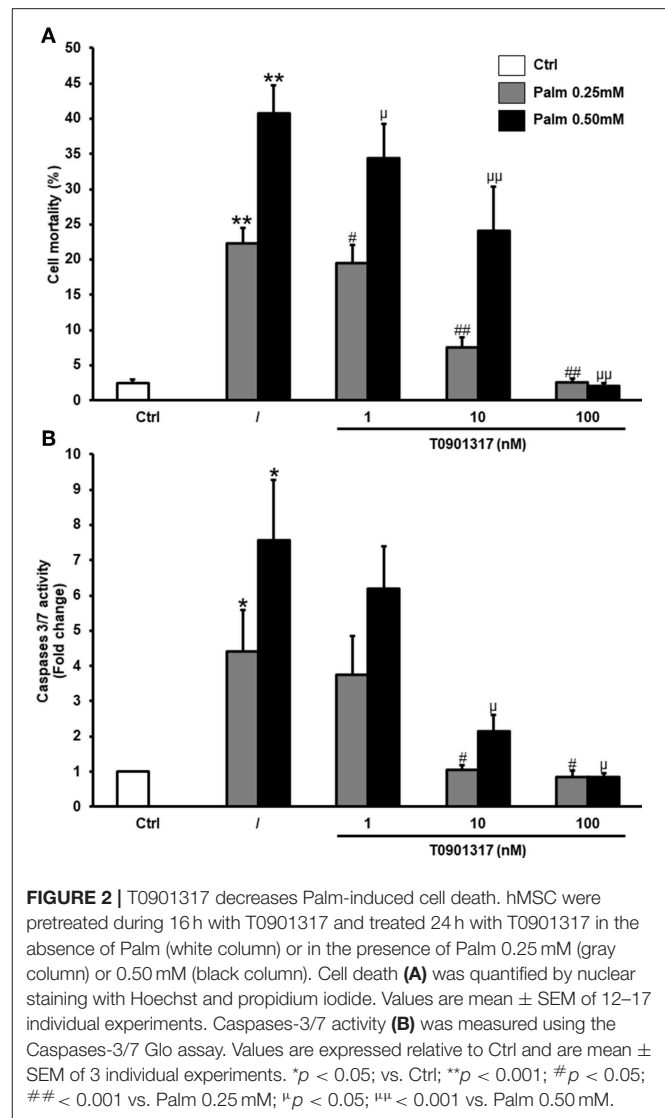 A
50
45
40
35
30
25
20
15
10
5
0
Cell mortality (%)
Ctrl
Palm 0.25mM
Palm 0.50mM
**
**
#
µ
##
µµ
##
µµ
Ctrl / 1 10 100
T0901317 (nM)
B
10
9
8
7
6
5
4
3
2
1
0
Caspases 3/7 activity
(Fold change)
*
*
#
µ
#
µ
Ctrl / 1 10 100
T0901317 (nM)
FIGURE 2 | T0901317 decreases Palm-induced cell death. hMSC were
pretreated during 16 h with T0901317 and treated 24 h with T0901317 in the
absence of Palm (white column) or in the presence of Palm 0.25 mM (gray
column) or 0.50 mM (black column). Cell death (A) was quantified by nuclear
staining with Hoechst and propidium iodide. Values are mean ± SEM of 12–17
individual experiments. Caspases-3/7 activity (B) was measured using the
Caspases-3/7 Glo assay. Values are expressed relative to Ctrl and are mean ±
SEM of 3 individual experiments. *p < 0.05; vs. Ctrl; **p < 0.001; #p < 0.05;
##< 0.001 vs. Palm 0.25 mM; µp < 0.05; µµ< 0.001 vs. Palm 0.50 mM.